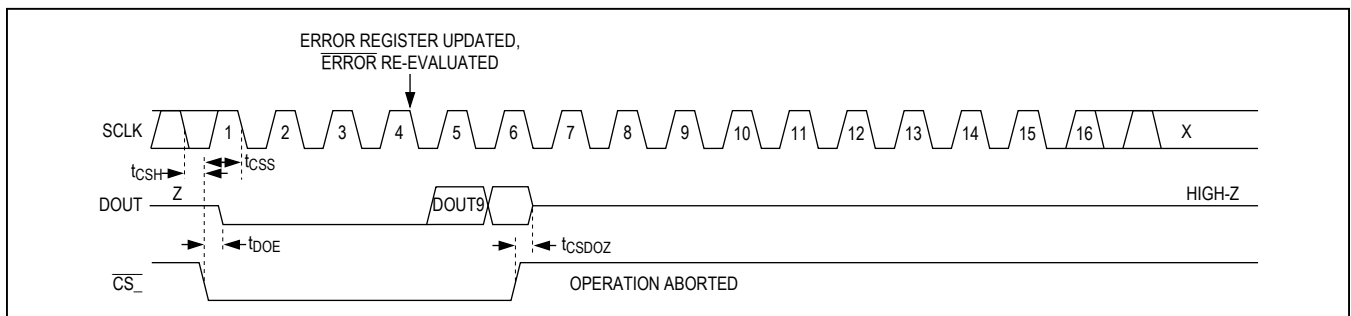 ERROR REGISTER UPDATED,
ERROR RE-EVALUATED
SCLK 1 2 3 4 5 6 7 8 9 10 11 12 13 14 15 16 X
tCSH tCSS
DOUT Z DOUT9 HIGH-Z
tDOE tCSDOZ
CS_ OPERATION ABORTED